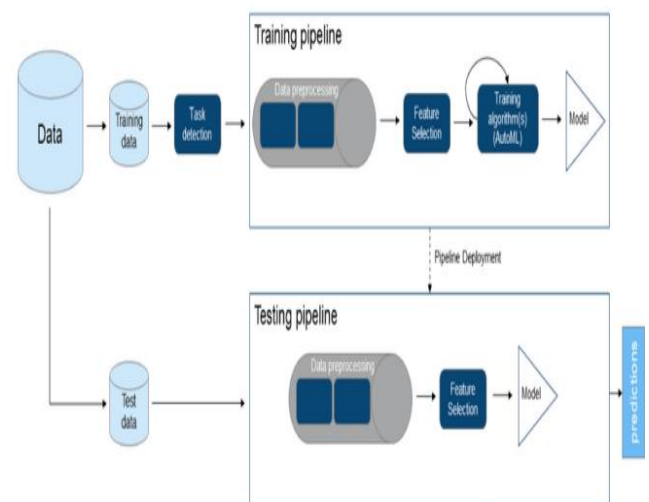 Training pipeline
Data
Training
data
Task
detection
Data preprocessing
Feature
Selection
Training
algorithm(s)
(AutoML)
Model
Pipeline Deployment
Testing pipeline
Test
data
Data preprocessing
Feature
Selection
Model
predictions